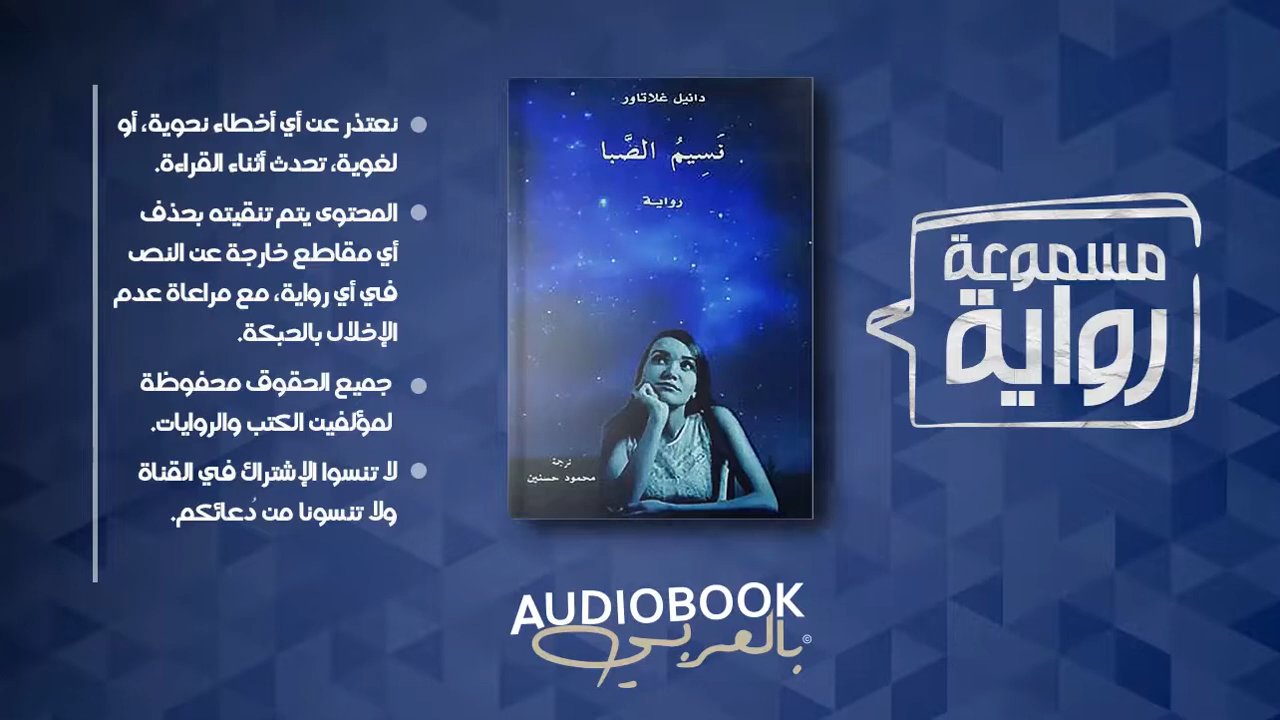 مسموعة
رواية
دانيل غلاتاور
نَسِيمُ الصَّبا
رواية
ترجمة
محمود حسنين
نعتذر عن أي أخطاء نحوية، أو
لغوية، تحدث أثناء القراءة.
المحتوى يتم تنقيته بحذف
أي مقاطع خارجة عن النص
في أي رواية، مع مراعاة عدم
الإخلال بالحبكة.
جميع الحقوق محفوظة
لمؤلفين الكتب والروايات.
لا تنسوا الإشتراك في القناة
ولا تنسونا من دُعائكم.
AUDIOBOOK
بالعربي ©